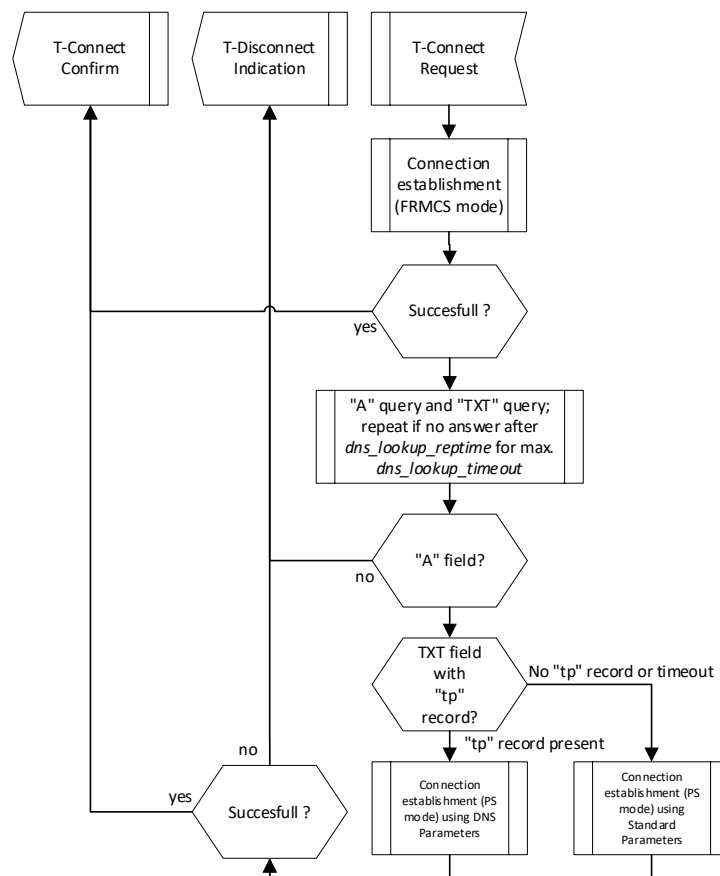 T-Connect
Confirm
T-Disconnect
Indication
T-Connect
Request
Connection
establishment
(FRMCS mode)
Succesfull ?
yes
"A" query and "TXT" query;
repeat if no answer after
dns_lookup_reptime for max.
dns_lookup_timeout
"A" field?
no
TXT field
with
"tp"
record?
No "tp" record or timeout
"tp" record present
no
yes
Succesfull ?
Connection
establishment (PS
mode) using DNS
Parameters
Connection
establishment (PS
mode) using
Standard
Parameters